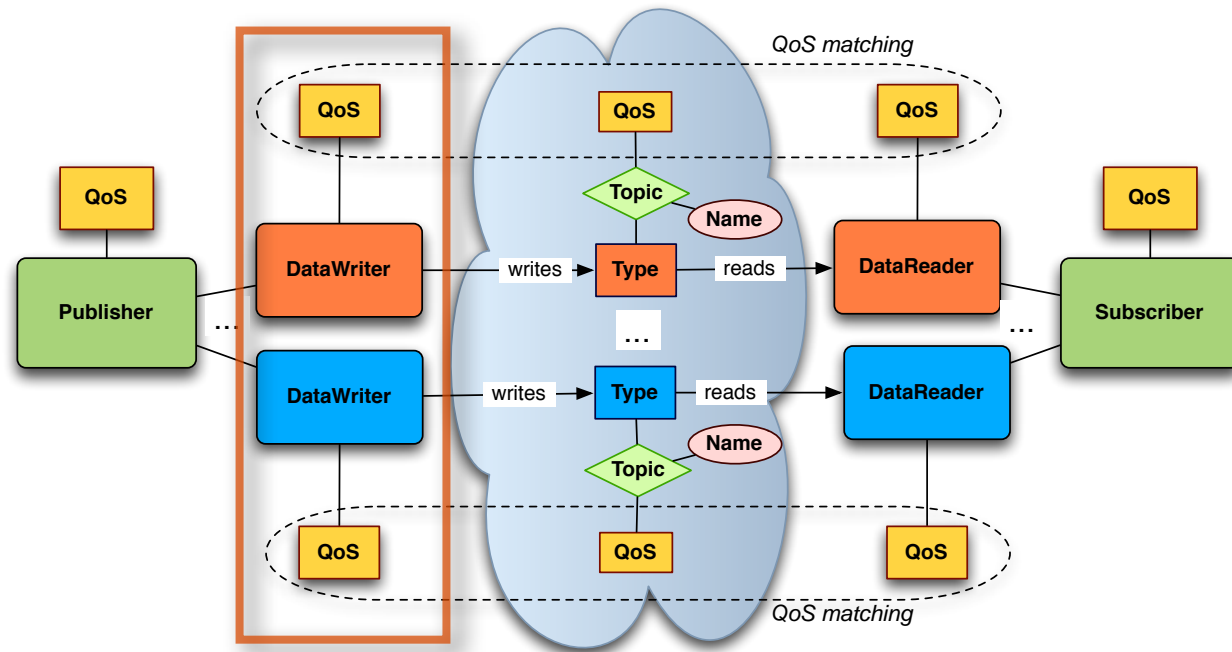 QoS matching
QoS
QoS
QoS
QoS
QoS
Topic
Name
DataWriter
writes
Type
reads
DataReader
Publisher
...
...
...
Subscriber
DataWriter
writes
Type
reads
DataReader
Name
Topic
QoS
QoS
QoS
QoS matching